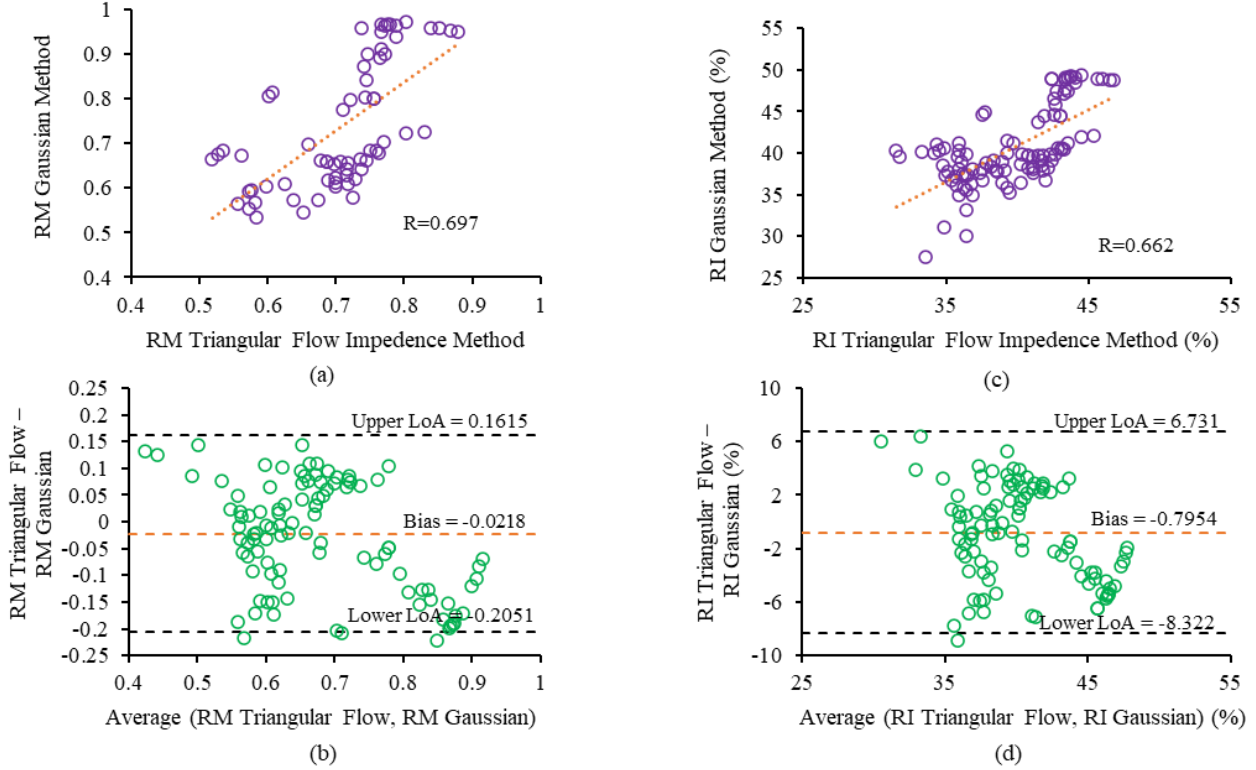 RM Gaussian Method
1
0.9
0.8
0.7
0.6
0.5
0.4
R=0.697
0.4 0.5 0.6 0.7 0.8 0.9 1
RM Triangular Flow Impedence Method
(a)
RI Gaussian Method (%)
55
50
45
40
35
30
25
R=0.662
25 35 45 55
RI Triangular Flow Impedence Method (%)
(c)
RM Triangular Flow –
RM Gaussian
0.25
0.2
0.15
0.1
0.05
0
-0.05
-0.1
-0.15
-0.2
-0.25
Upper LoA = 0.1615
Bias = -0.0218
Lower LoA = -0.2051
0.4 0.5 0.6 0.7 0.8 0.9 1
Average (RM Triangular Flow, RM Gaussian)
(b)
RI Triangular Flow –
RI Gaussian (%)
10
6
2
-2
-6
-10
Upper LoA = 6.731
Bias = -0.7954
Lower LoA = -8.322
25 35 45 55
Average (RI Triangular Flow, RI Gaussian) (%)
(d)